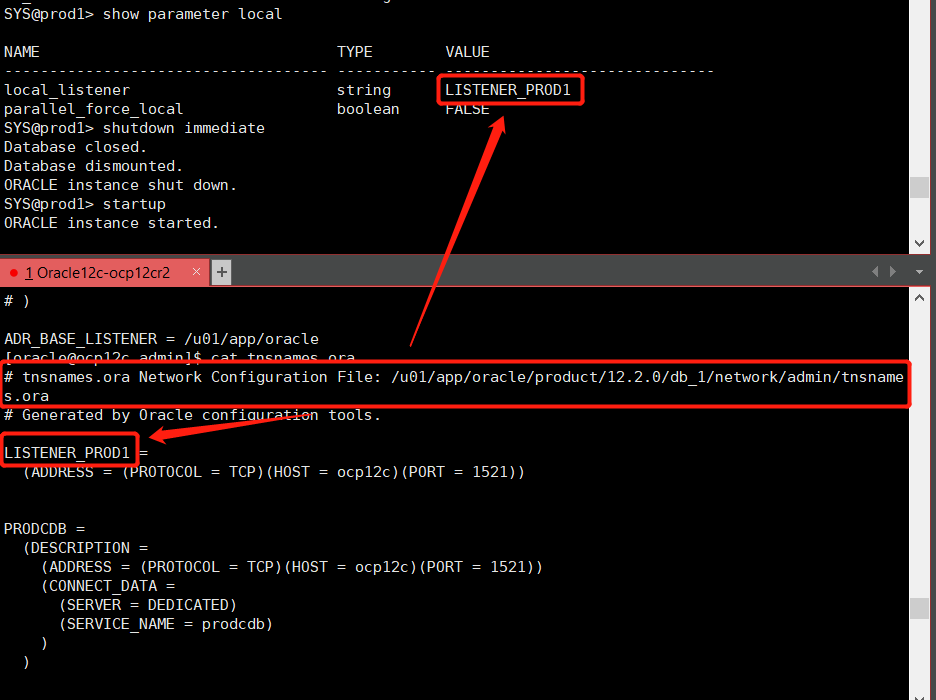 SYS@prod1> show parameter local
NAME                                 TYPE        VALUE
------------------------------------ ----------- ------------------------------
local_listener                       string      LISTENER_PROD1
parallel_force_local                 boolean     FALSE
SYS@prod1> shutdown immediate
Database closed.
Database dismounted.
ORACLE instance shut down.
SYS@prod1> startup
ORACLE instance started.
1 Oracle12c-ocp12cr2 × +
# )
ADR_BASE_LISTENER = /u01/app/oracle
[oracle@ocp12c admin]$ cat tnsnames.ora
# tnsnames.ora Network Configuration File: /u01/app/oracle/product/12.2.0/db_1/network/admin/tnsname
s.ora
# Generated by Oracle configuration tools.
LISTENER_PROD1 =
  (ADDRESS = (PROTOCOL = TCP)(HOST = ocp12c)(PORT = 1521))
PRODCDB =
  (DESCRIPTION =
    (ADDRESS = (PROTOCOL = TCP)(HOST = ocp12c)(PORT = 1521))
    (CONNECT_DATA =
      (SERVER = DEDICATED)
      (SERVICE_NAME = prodcdb)
    )
  )